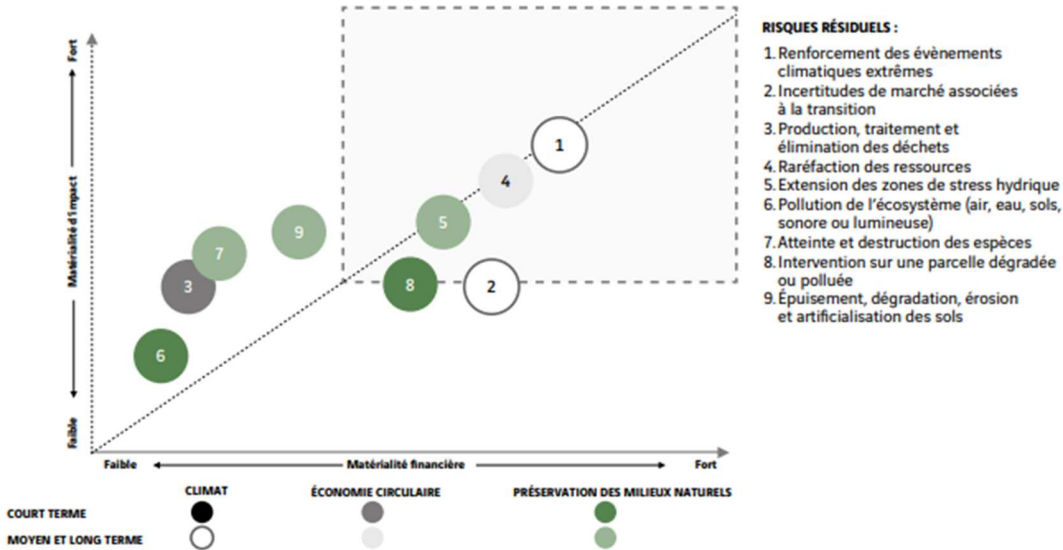 Fort
Matérialité d'impact
Faible
1
4
5
9
7
3
8
2
6
Faible
Matérialité financière
Fort
RISQUES RÉSIDUELS :
1. Renforcement des évènements
climatiques extrêmes
2. Incertitudes de marché associées
à la transition
3. Production, traitement et
élimination des déchets
4. Raréfaction des ressources
5. Extension des zones de stress hydrique
6. Pollution de l'écosystème (air, eau, sols,
sonore ou lumineuse)
7. Atteinte et destruction des espèces
8. Intervention sur une parcelle dégradée
ou polluée
9. Épuisement, dégradation, érosion
et artificialisation des sols
CLIMAT
ÉCONOMIE CIRCULAIRE
PRÉSERVATION DES MILIEUX NATURELS
COURT TERME
MOYEN ET LONG TERME